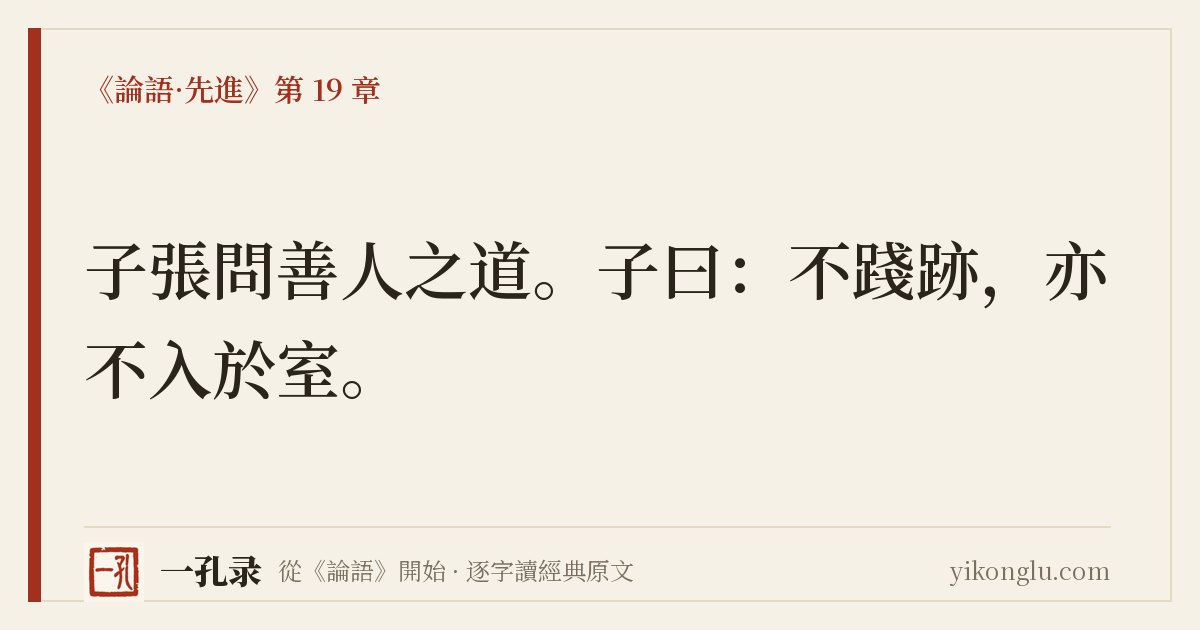 《論語·先進》第 19 章
子張問善人之道。子曰：不踐跡，亦
不入於室。
一孔
一孔录 從《論語》開始 · 逐字讀經典原文
yikonglu.com